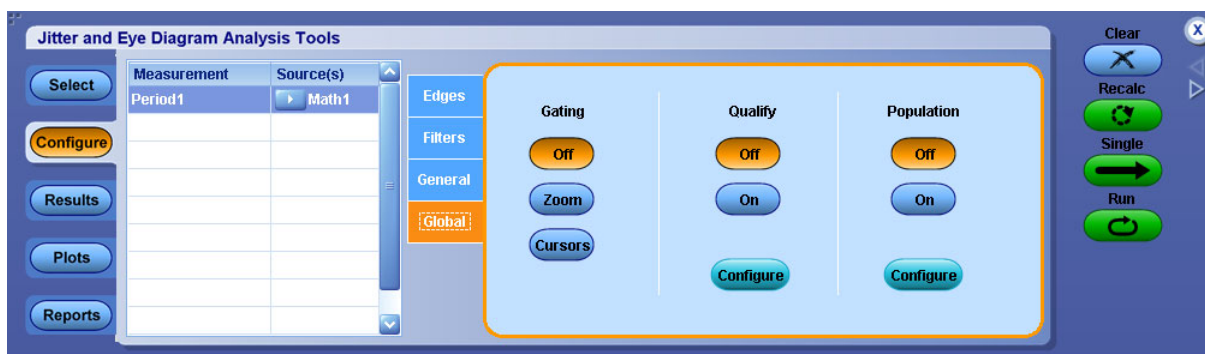 Jitter and Eye Diagram Analysis Tools
Select
Configure
Results
Plots
Reports
Measurement Source(s)
Period1 Math1
Edges
Filters
General
Global
Gating
Off
Zoom
Cursors
Qualify
Off
On
Configure
Population
Off
On
Configure
Clear
Recalc
Single
Run